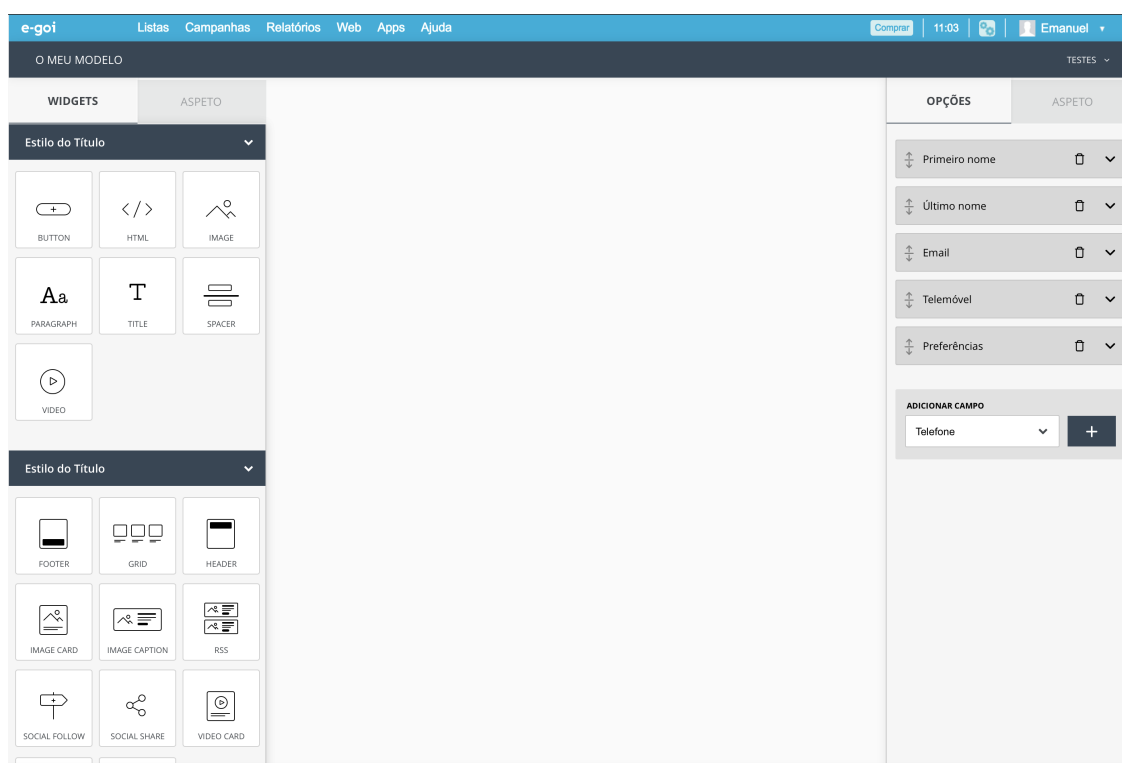 e-goi Listas Campanhas Relatórios Web Apps Ajuda Comprar 11:03 Emanuel
O MEU MODELO TESTES
WIDGETS ASPETO
Estilo do Título
BUTTON HTML IMAGE
Aa T
PARAGRAPH TITLE SPACER
VIDEO
Estilo do Título
FOOTER GRID HEADER
IMAGE CARD IMAGE CAPTION RSS
SOCIAL FOLLOW SOCIAL SHARE VIDEO CARD
OPÇÕES ASPETO
Primeiro nome
Último nome
Email
Telemóvel
Preferências
ADICIONAR CAMPO
Telefone